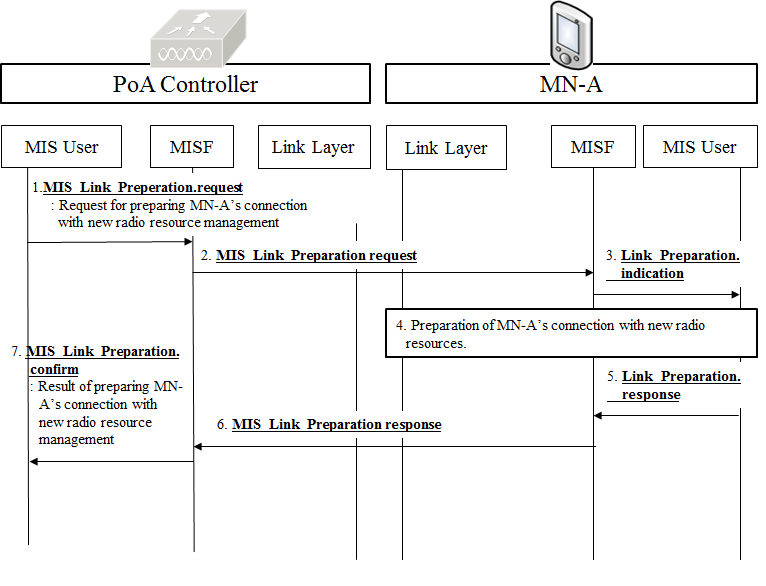 PoA Controller
MN-A
MIS User
MISF
Link Layer
Link Layer
MISF
MIS User
1.MIS_Link_Preperation.request
: Request for preparing MN-A's connection
with new radio resource management
2. MIS_Link_Preparation request
3. Link_Preparation.
indication
4. Preparation of MN-A's connection with new radio
resources.
5. Link_Preparation.
response
6. MIS_Link_Preparation response
7. MIS_Link_Preparation.
confirm
: Result of preparing MN-
A's connection with
new radio resource
management